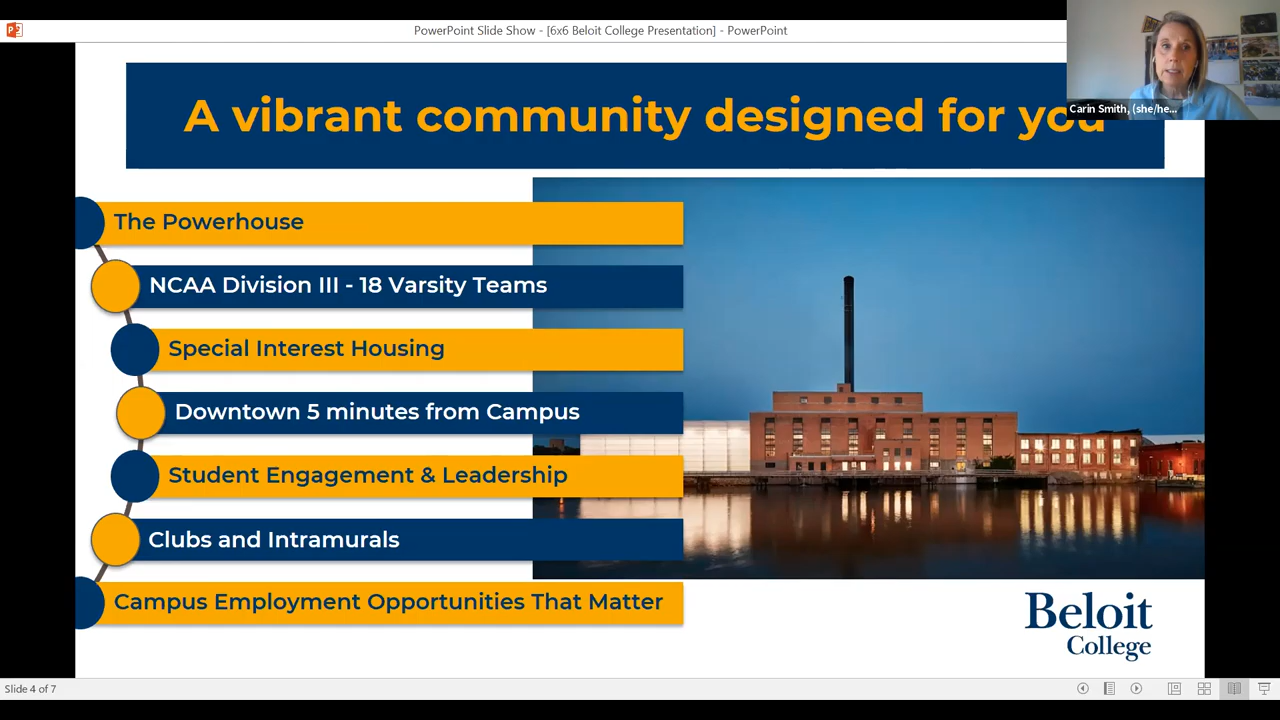 PowerPoint Slide Show - [6x6 Beloit College Presentation] - PowerPoint
Carin Smith, (she/he...
A vibrant community designed for you
The Powerhouse
NCAA Division III - 18 Varsity Teams
Special Interest Housing
Downtown 5 minutes from Campus
Student Engagement & Leadership
Clubs and Intramurals
Campus Employment Opportunities That Matter
Beloit
College
Slide 4 of 7